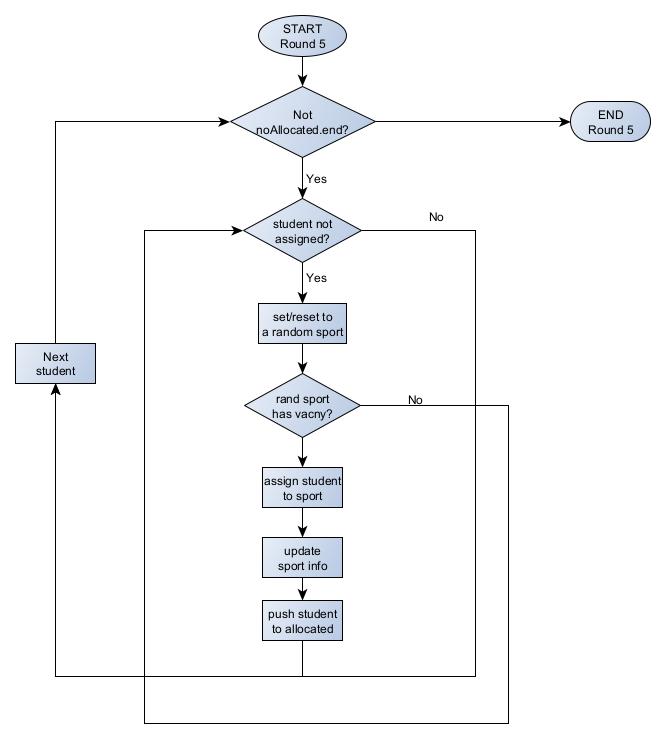 START
Round 5
Not
noAllocated.end?
END
Round 5
Yes
student not
assigned?
No
Yes
set/reset to
a random sport
Next
student
rand sport
has vacny?
No
assign student
to sport
update
sport info
push student
to allocated